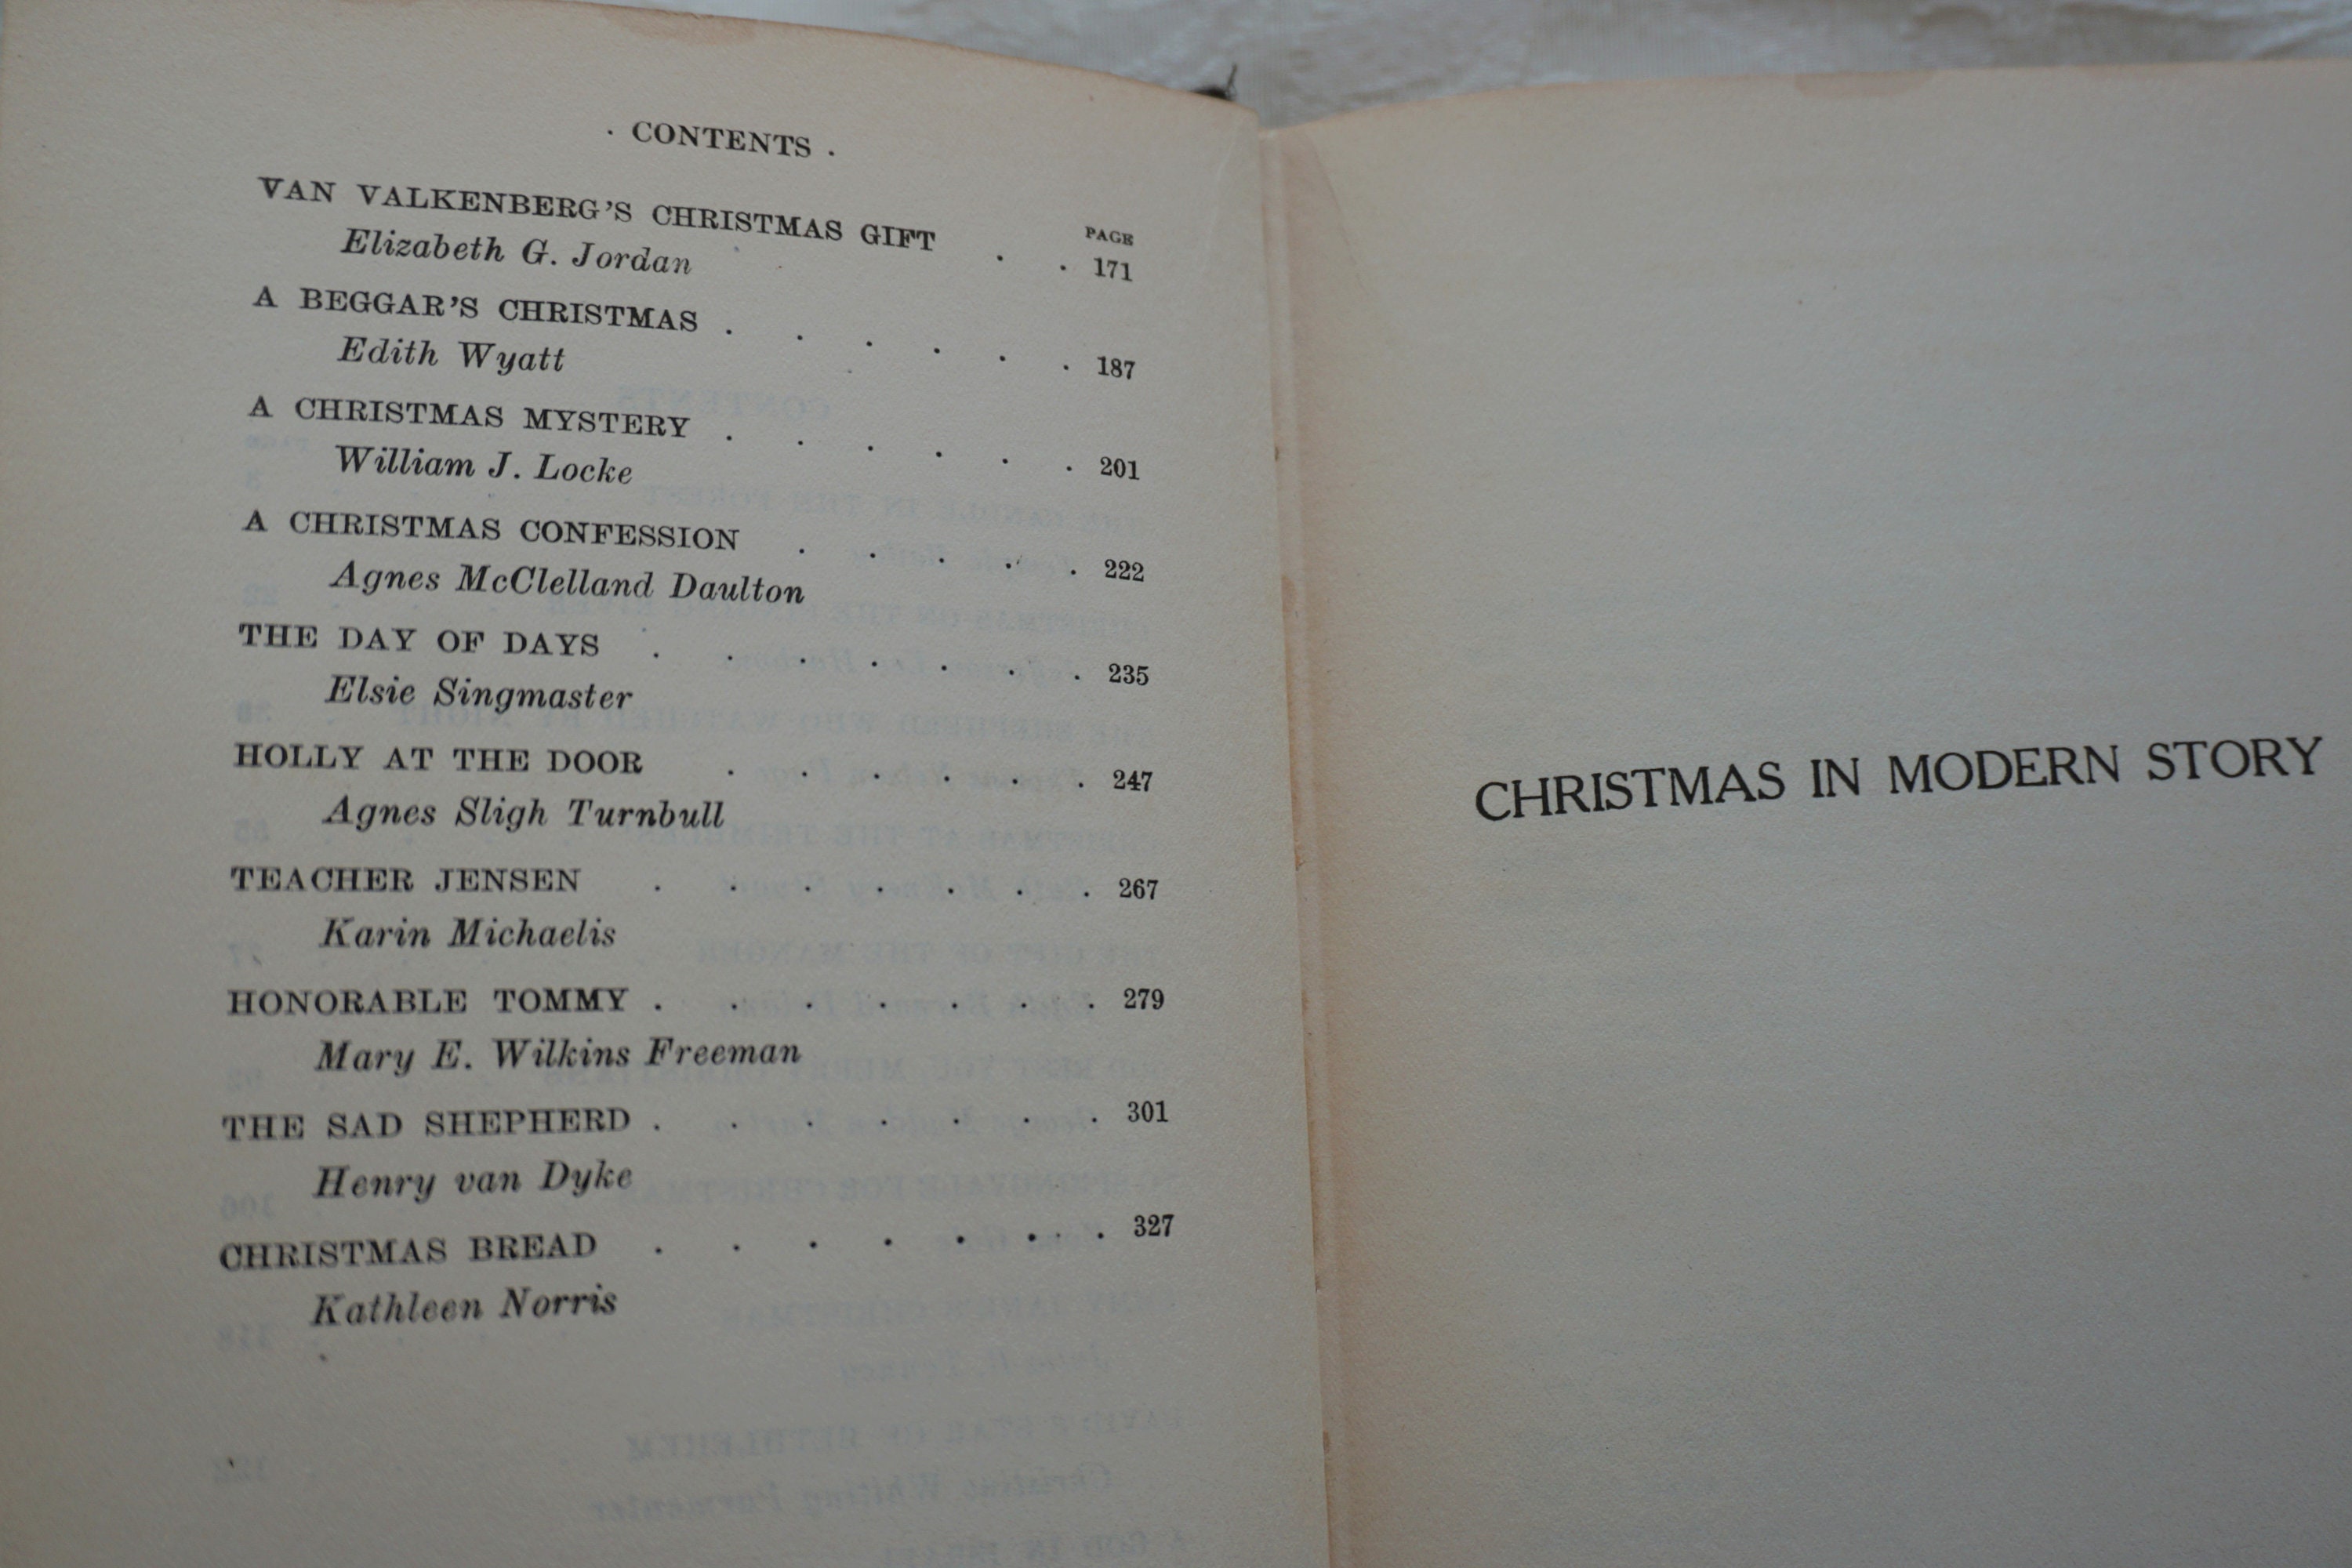 · CONTENTS ·
PAGE
VAN VALKENBERG'S CHRISTMAS GIFT . . 171
Elizabeth G. Jordan
A BEGGAR'S CHRISTMAS . . . . . . 187
Edith Wyatt
A CHRISTMAS MYSTERY . . . . . . 201
William J. Locke
A CHRISTMAS CONFESSION . . . . . 222
Agnes McClelland Daulton
THE DAY OF DAYS . . . . . . . 235
Elsie Singmaster
HOLLY AT THE DOOR . . . . . . 247
Agnes Sligh Turnbull
TEACHER JENSEN . . . . . . . 267
Karin Michaelis
HONORABLE TOMMY . . . . . . . 279
Mary E. Wilkins Freeman
THE SAD SHEPHERD . . . . . . . 301
Henry van Dyke
CHRISTMAS BREAD . . . . . . . 327
Kathleen Norris
CHRISTMAS IN MODERN STORY